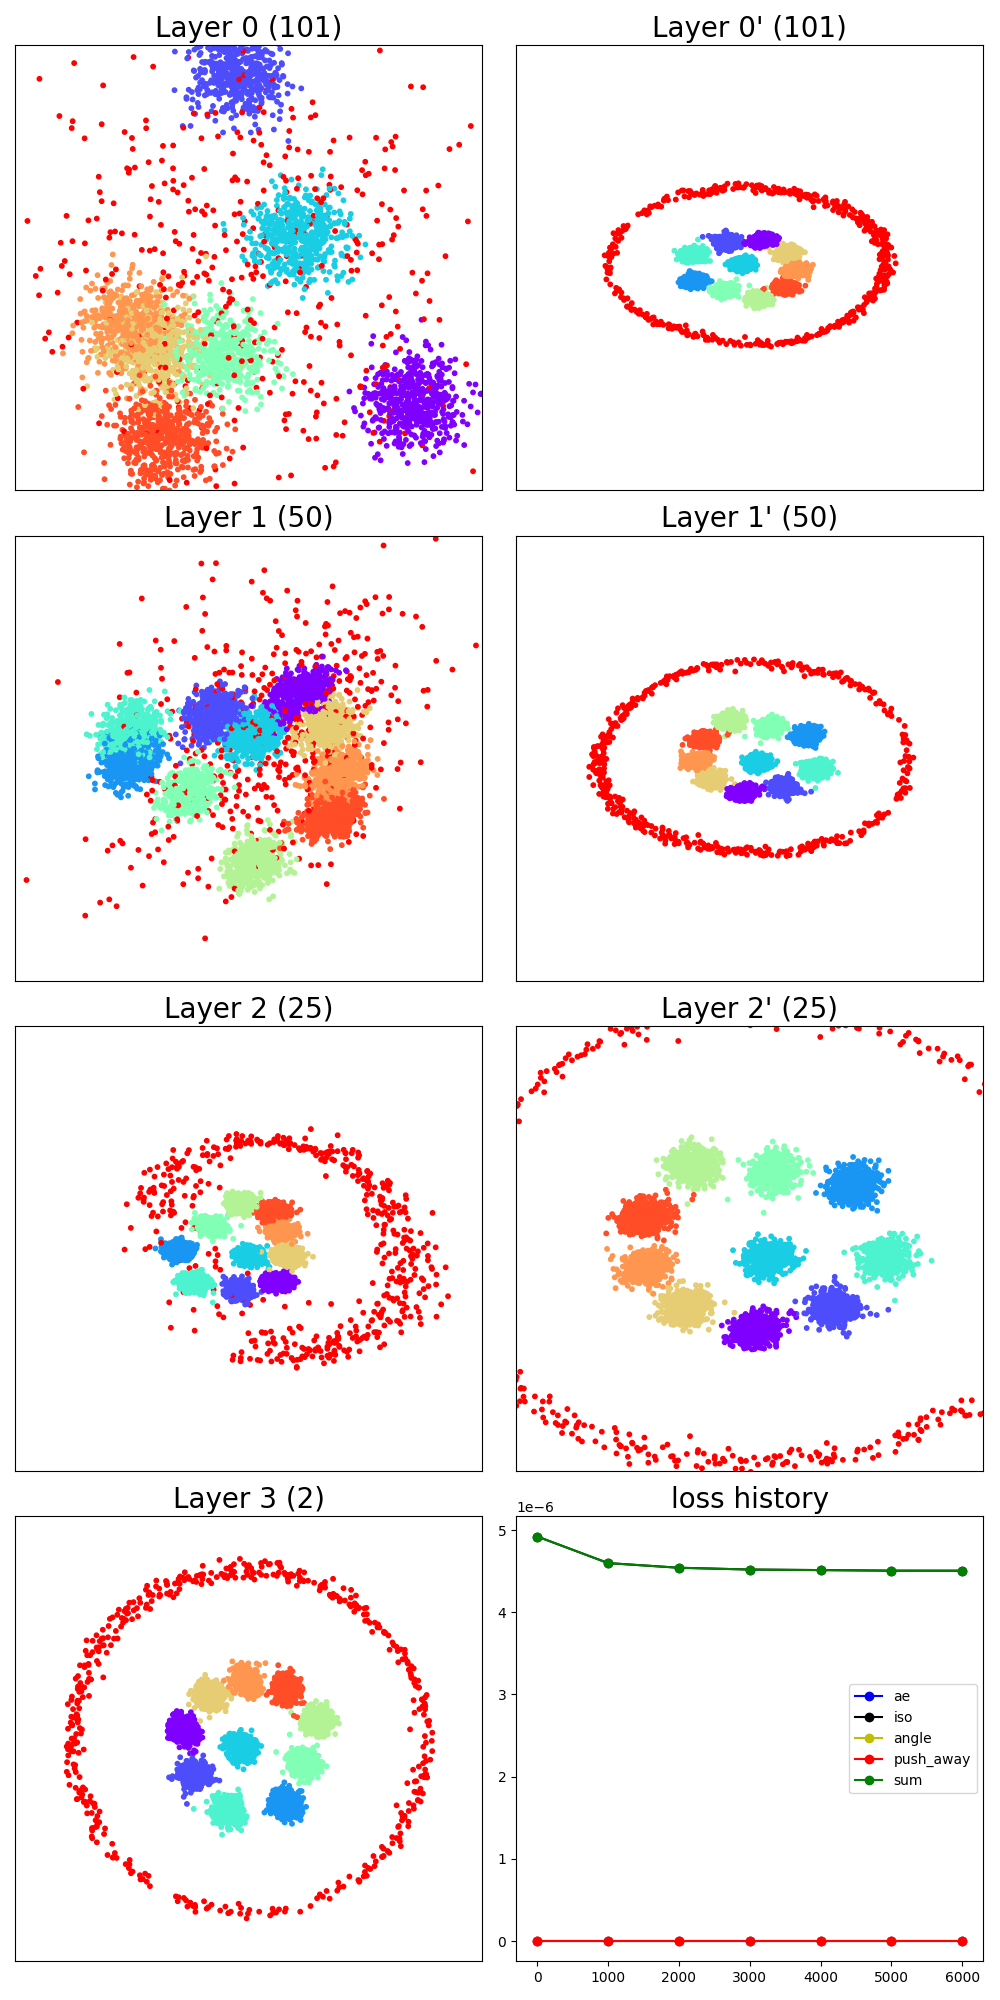 Layer 0 (101)
Layer 0' (101)
Layer 1 (50)
Layer 1' (50)
Layer 2 (25)
Layer 2' (25)
Layer 3 (2)
loss history
1e−6
5
4
3
2
1
0
ae
iso
angle
push_away
sum
0 1000 2000 3000 4000 5000 6000